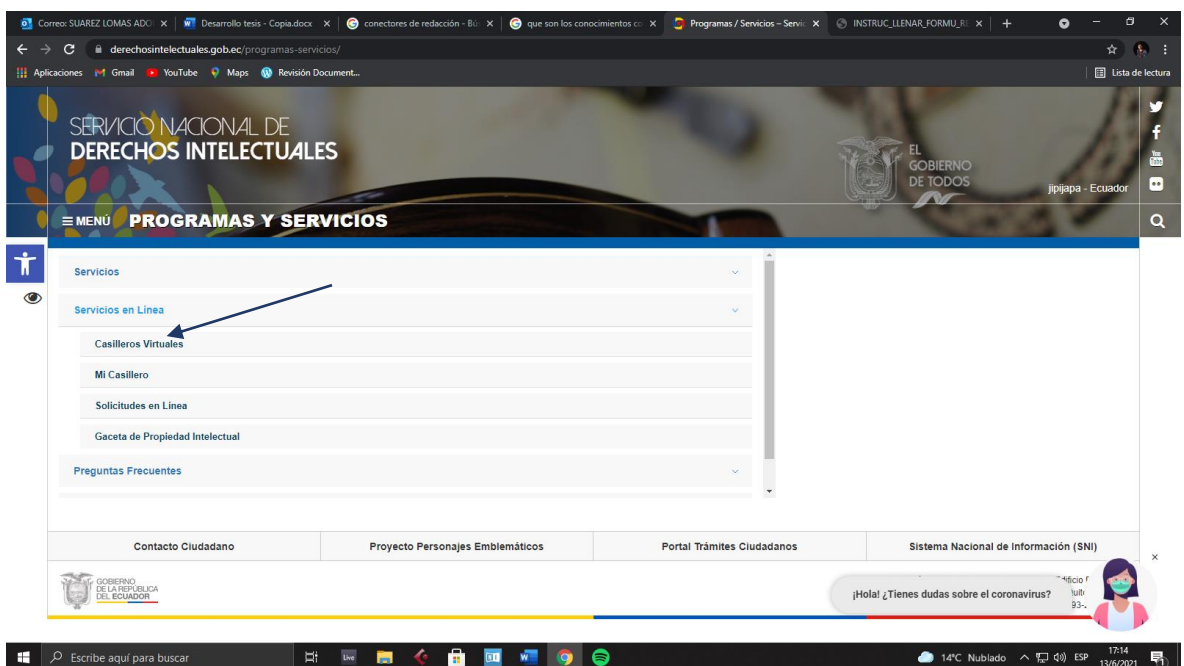 Correo: SUAREZ LOMAS ADO
Desarrollo tesis - Copia.docx
conectores de redacción - Bús
que son los conocimientos co
Programas / Servicios – Servic
INSTRUC_LLENAR_FORMU_RE
derechosintelectuales.gob.ec/programas-servicios/
Aplicaciones
Gmail
YouTube
Maps
Revisión Document...
Lista de lectura
SERVICIO NACIONAL DE
DERECHOS INTELECTUALES
EL
GOBIERNO
DE TODOS
jipijapa - Ecuador
You
Tube
MENÚ
PROGRAMAS Y SERVICIOS
Servicios
Servicios en Línea
Casilleros Virtuales
Mi Casillero
Solicitudes en Línea
Gaceta de Propiedad Intelectual
Preguntas Frecuentes
Contacto Ciudadano
Proyecto Personajes Emblemáticos
Portal Trámites Ciudadanos
Sistema Nacional de Información (SNI)
GOBIERNO
DE LA REPÚBLICA
DEL ECUADOR
¡Hola! ¿Tienes dudas sobre el coronavirus?
Escribe aquí para buscar
Live
14°C Nublado
ESP
17:14
13/6/2021